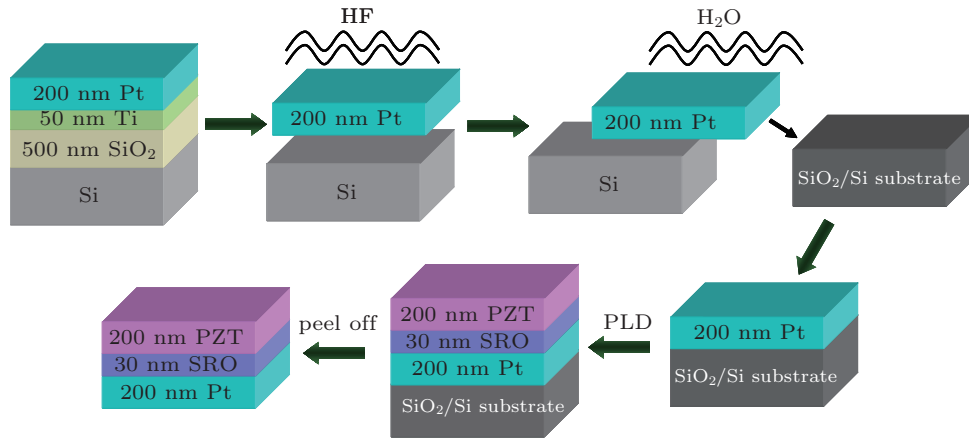 HF
H₂O
200 nm Pt
50 nm Ti
500 nm SiO₂
Si
200 nm Pt
Si
200 nm Pt
Si
SiO₂/Si substrate
200 nm PZT
30 nm SRO
200 nm Pt
peel off
200 nm PZT
30 nm SRO
200 nm Pt
SiO₂/Si substrate
PLD
200 nm Pt
SiO₂/Si substrate